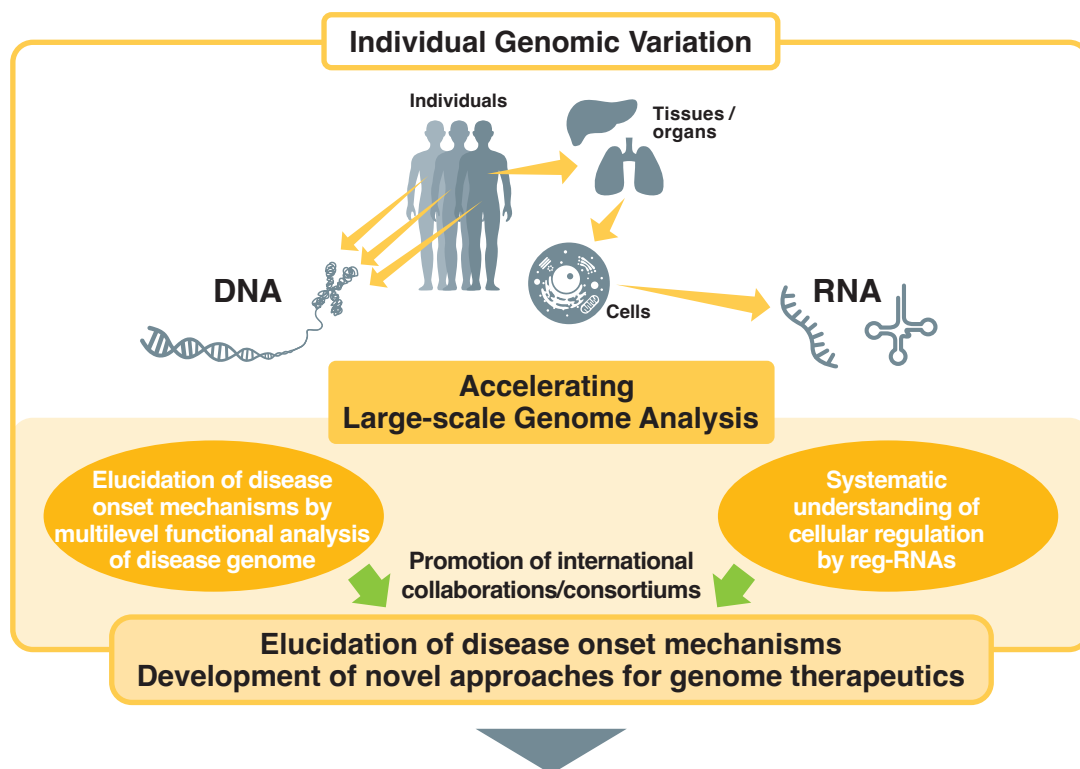 Individual Genomic Variation
Individuals
Tissues /
organs
DNA
Cells
RNA
Accelerating
Large-scale Genome Analysis
Elucidation of disease
onset mechanisms by
multilevel functional analysis
of disease genome
Systematic
understanding of
cellular regulation
by reg-RNAs
Promotion of international
collaborations/consortiums
Elucidation of disease onset mechanisms
Development of novel approaches for genome therapeutics